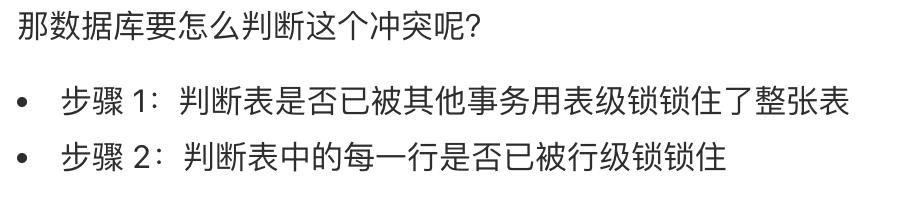 那数据库要怎么判断这个冲突呢?
• 步骤 1：判断表是否已被其他事务用表级锁锁住了整张表
• 步骤 2：判断表中的每一行是否已被行级锁锁住